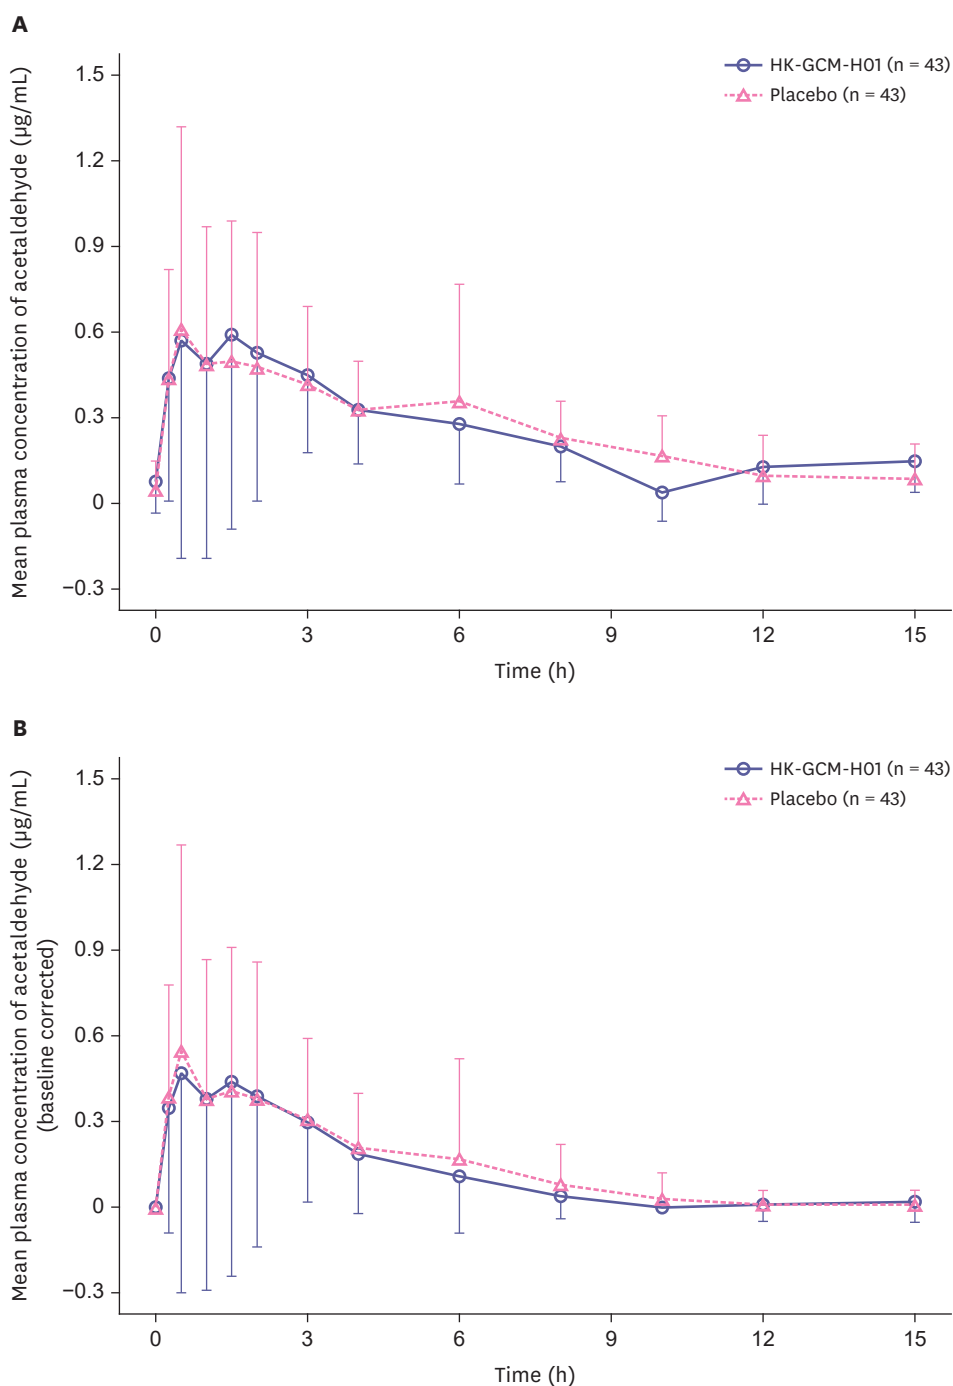 A
HK-GCM-H01 (n = 43)
Placebo (n = 43)
Mean plasma concentration of acetaldehyde (µg/mL)
1.5
1.2
0.9
0.6
0.3
0
−0.3
0 3 6 9 12 15
Time (h)
B
HK-GCM-H01 (n = 43)
Placebo (n = 43)
Mean plasma concentration of acetaldehyde (µg/mL)
(baseline corrected)
1.5
1.2
0.9
0.6
0.3
0
−0.3
0 3 6 9 12 15
Time (h)